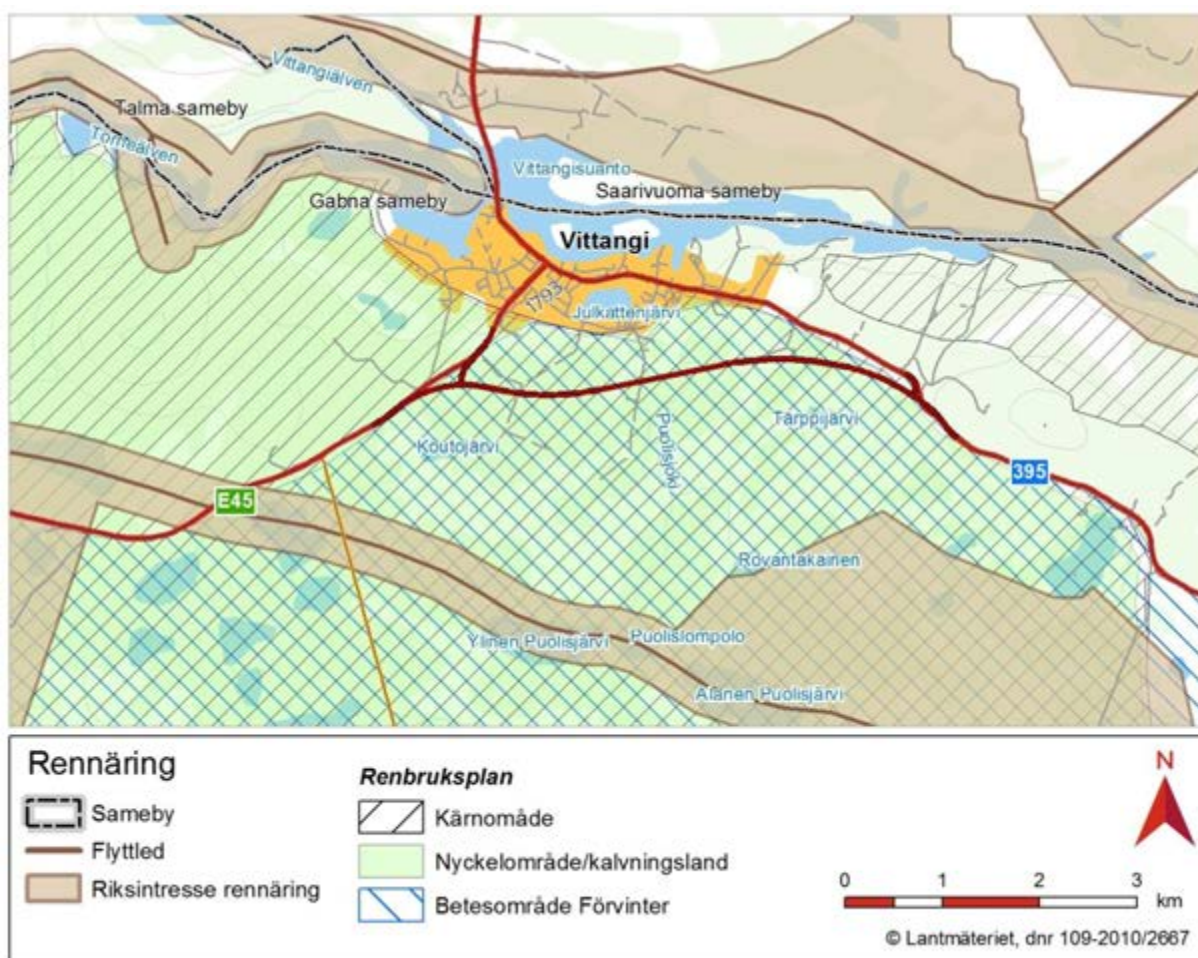 Vittangiälven
Talma sameby
Torneälven
Vittangisuanto
Saarivuoma sameby
Gabna sameby
Vittangi
1793
Julkattenjärvi
Koutojärvi
Puolisjoki
Tarppijärvi
395
E45
Rovantakainen
Ylinen Puolisjärvi
Puolislompolo
Alanen Puolisjärvi
Rennäring
Sameby
Flyttled
Riksintresse rennäring
Renbruksplan
Kärnomåde
Nyckelområde/kalvningsland
Betesområde Förvinter
N
0 1 2 3
km
© Lantmäteriet, dnr 109-2010/2667